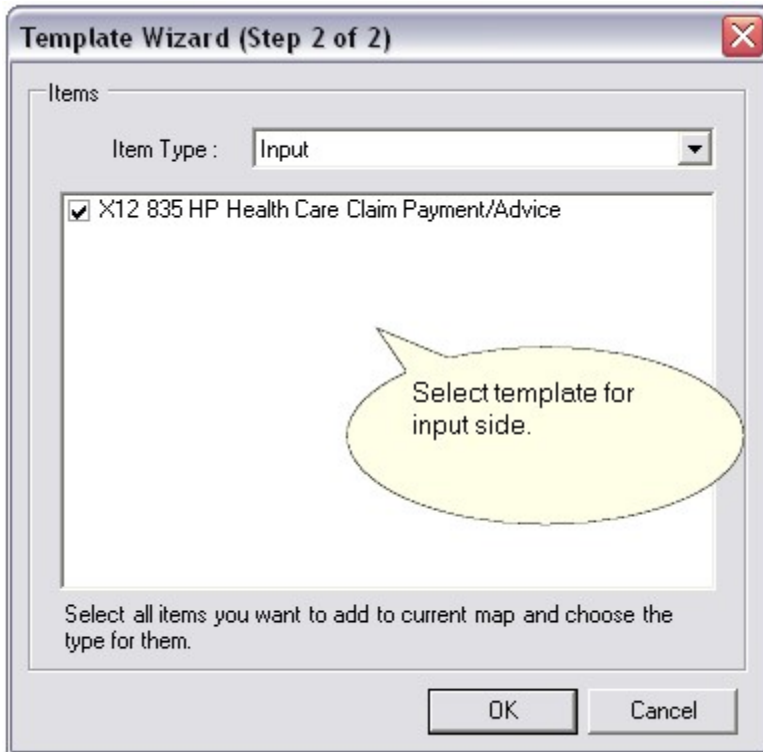 Template Wizard (Step 2 of 2)
Items
Item Type :
Input
X12 835 HP Health Care Claim Payment/Advice
Select template for
input side.
Select all items you want to add to current map and choose the
type for them.
OK
Cancel